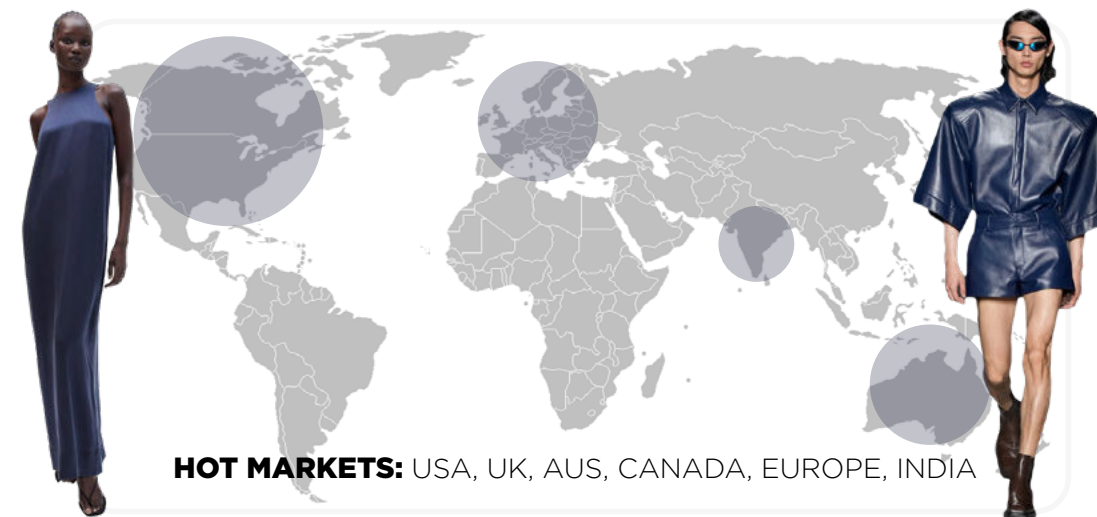 HOT MARKETS: USA, UK, AUS, CANADA, EUROPE, INDIA